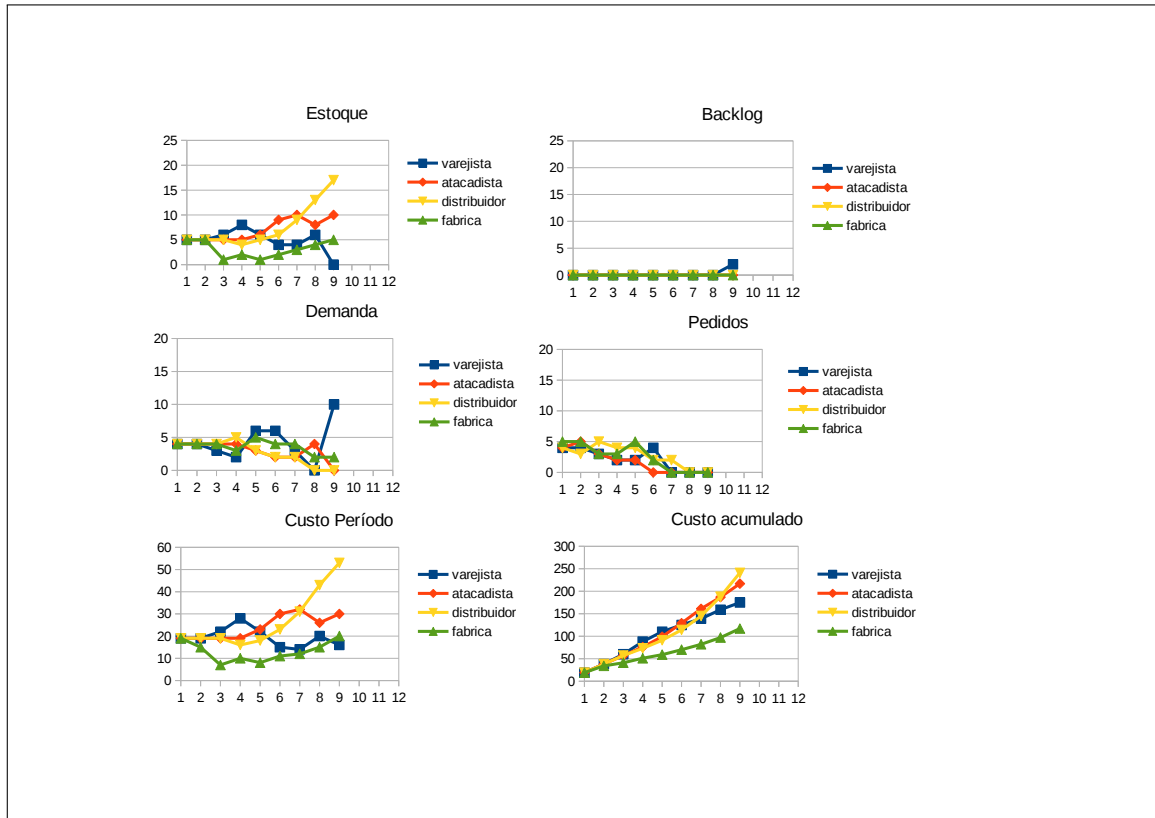 Estoque
25
20
15
10
5
0
1 2 3 4 5 6 7 8 9 10 11 12
varejista
atacadista
distribuidor
fabrica
Backlog
25
20
15
10
5
0
1 2 3 4 5 6 7 8 9 10 11 12
varejista
atacadista
distribuidor
fabrica
Demanda
20
15
10
5
0
1 2 3 4 5 6 7 8 9 10 11 12
varejista
atacadista
distribuidor
fabrica
Pedidos
20
15
10
5
0
1 2 3 4 5 6 7 8 9 10 11 12
varejista
atacadista
distribuidor
fabrica
Custo Período
60
50
40
30
20
10
0
1 2 3 4 5 6 7 8 9 10 11 12
varejista
atacadista
distribuidor
fabrica
Custo acumulado
300
250
200
150
100
50
0
1 2 3 4 5 6 7 8 9 10 11 12
varejista
atacadista
distribuidor
fabrica